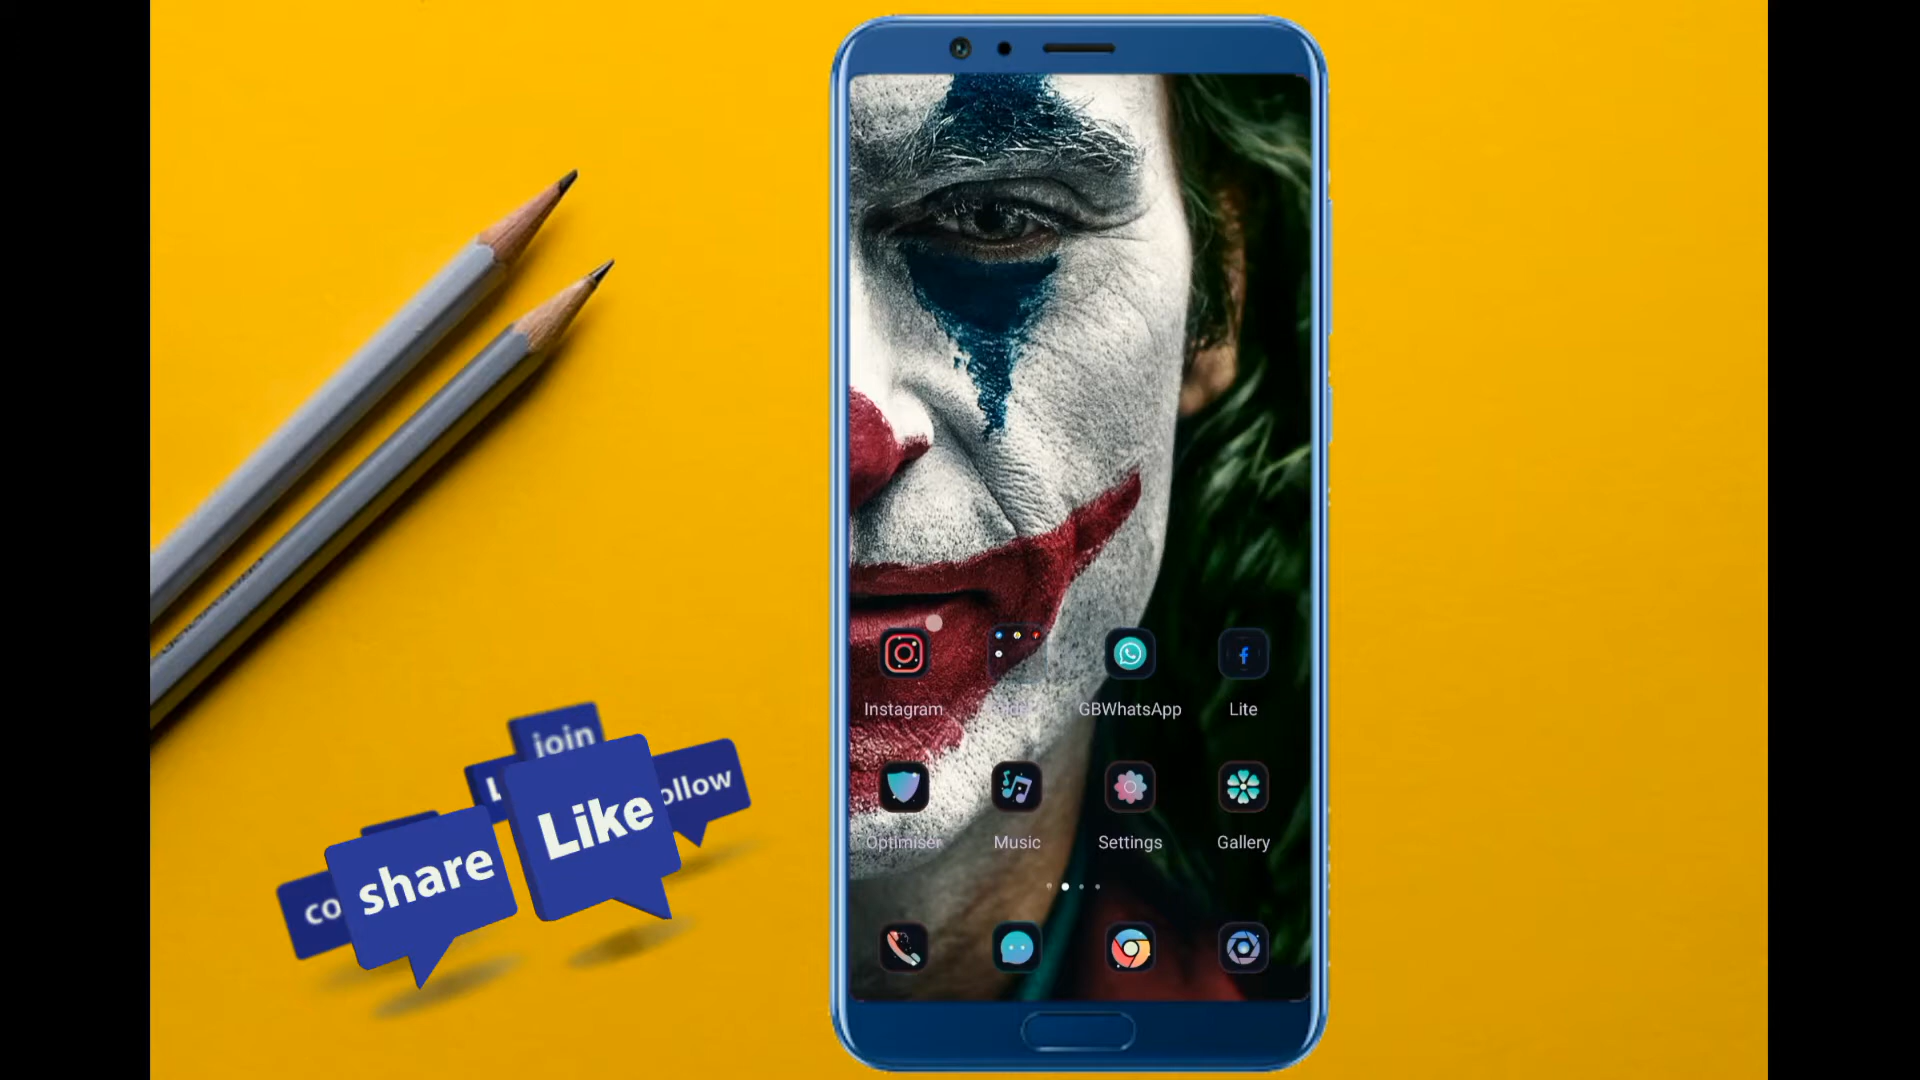 join
L
ollow
Like
share
co
Instagram
GBWhatsApp
Lite
Optimiser
Music
Settings
Gallery